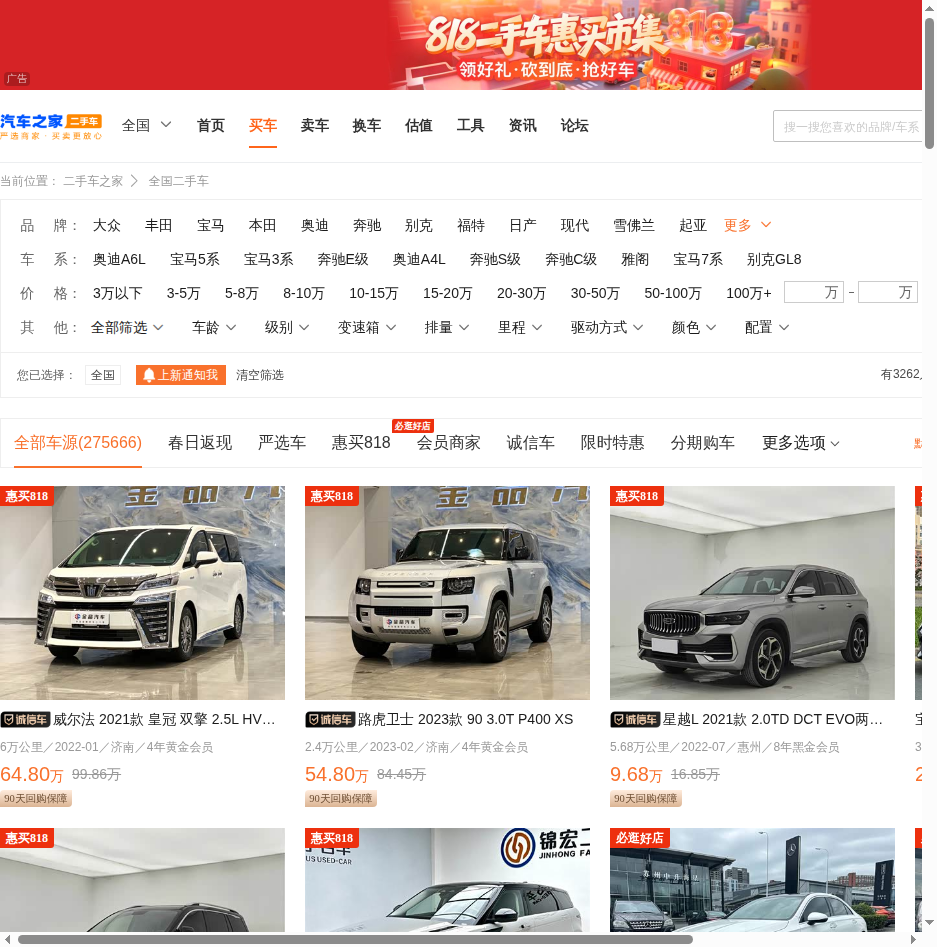 818二手车惠买市集818
领好礼·砍到底·抢好车
广告
汽车之家 二手车
严选商家·买卖更放心
全国 首页 买车 卖车 换车 估值 工具 资讯 论坛
搜一搜您喜欢的品牌/车系
当前位置： 二手车之家 全国二手车
品 牌： 大众 丰田 宝马 本田 奥迪 奔驰 别克 福特 日产 现代 雪佛兰 起亚 更多
车 系： 奥迪A6L 宝马5系 宝马3系 奔驰E级 奥迪A4L 奔驰S级 奔驰C级 雅阁 宝马7系 别克GL8
价 格： 3万以下 3-5万 5-8万 8-10万 10-15万 15-20万 20-30万 30-50万 50-100万 100万+ 万 - 万
其 他： 全部筛选 车龄 级别 变速箱 排量 里程 驱动方式 颜色 配置
您已选择： 全国 上新通知我 清空筛选 有3262
必逛好店
全部车源(275666) 春日返现 严选车 惠买818 会员商家 诚信车 限时特惠 分期购车 更多选项
惠买818 惠买818 惠买818
诚信车 威尔法 2021款 皇冠 双擎 2.5L HV…
6万公里／2022-01／济南／4年黄金会员
64.80万 99.86万
90天回购保障
诚信车 路虎卫士 2023款 90 3.0T P400 XS
2.4万公里／2023-02／济南／4年黄金会员
54.80万 84.45万
90天回购保障
诚信车 星越L 2021款 2.0TD DCT EVO两…
5.68万公里／2022-07／惠州／8年黑金会员
9.68万 16.85万
90天回购保障
惠买818 惠买818 必逛好店
锦宏二
JINHONG FA
US USED-CAR